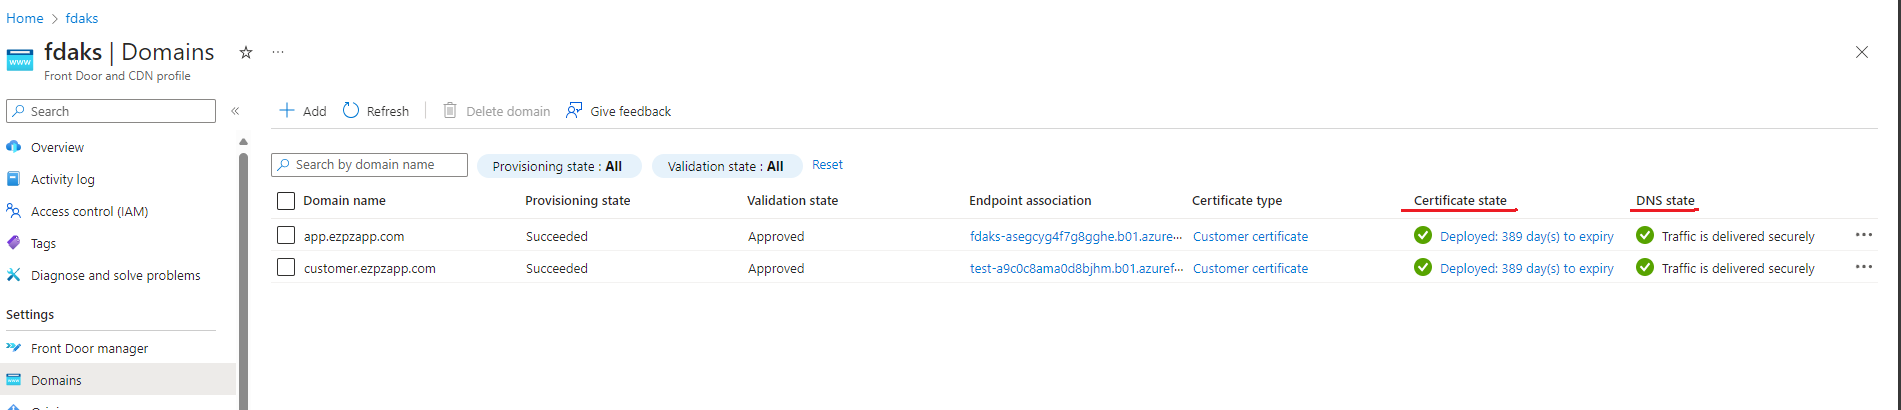 Home > fdaks
fdaks | Domains
Front Door and CDN profile
Search
Overview
Activity log
Access control (IAM)
Tags
Diagnose and solve problems
Settings
Front Door manager
Domains
Add Refresh Delete domain Give feedback
Search by domain name Provisioning state : All Validation state : All Reset
Domain name Provisioning state Validation state Endpoint association Certificate type Certificate state DNS state
app.ezpzapp.com Succeeded Approved fdaks-asegcyg4f7g8gghe.b01.azure··· Customer certificate Deployed: 389 day(s) to expiry Traffic is delivered securely
customer.ezpzapp.com Succeeded Approved test-a9c0c8ama0d8bjhm.b01.azuref··· Customer certificate Deployed: 389 day(s) to expiry Traffic is delivered securely